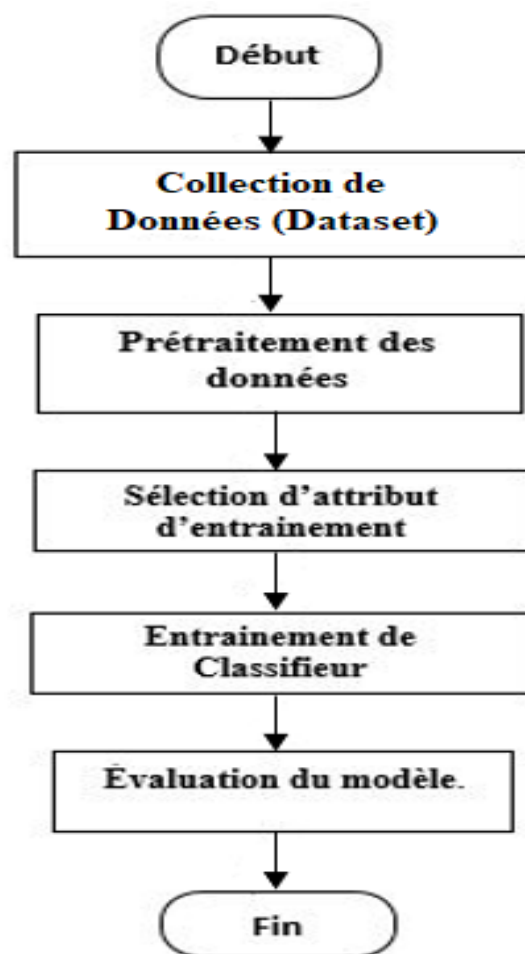 Début
Collection de
Données (Dataset)
Prétraitement des
données
Sélection d’attribut
d’entrainement
Entrainement de
Classifieur
Évaluation du modèle.
Fin